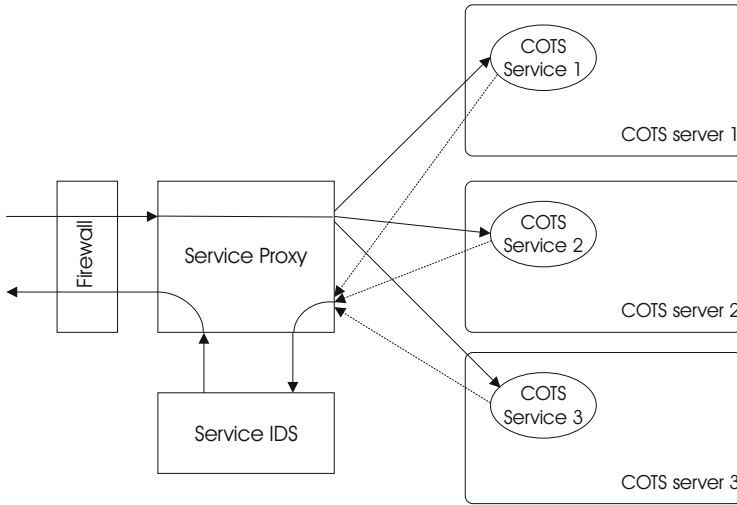 COTS
Service 1
COTS server 1
Firewall
Service Proxy
COTS
Service 2
COTS server 2
Service IDS
COTS
Service 3
COTS server 3